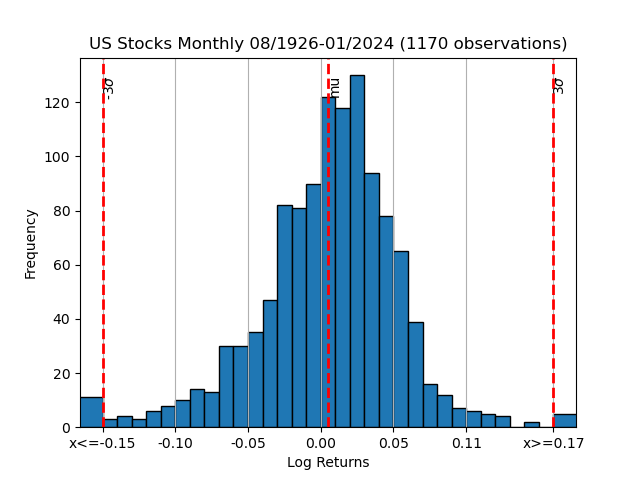 US Stocks Monthly 08/1926-01/2024 (1170 observations)
-3σ
mu
3σ
120
100
80
60
40
20
0
Frequency
x<=-0.15 -0.10 -0.05 0.00 0.05 0.11 x>=0.17
Log Returns